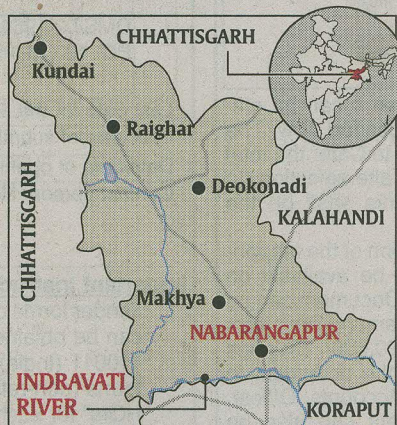 CHHATTISGARH
Kundai
Raighar
Deokonadi
CHHATTISGARH
KALAHANDI
Makhya
NABARANGAPUR
INDRAVATI
RIVER
KORAPUT